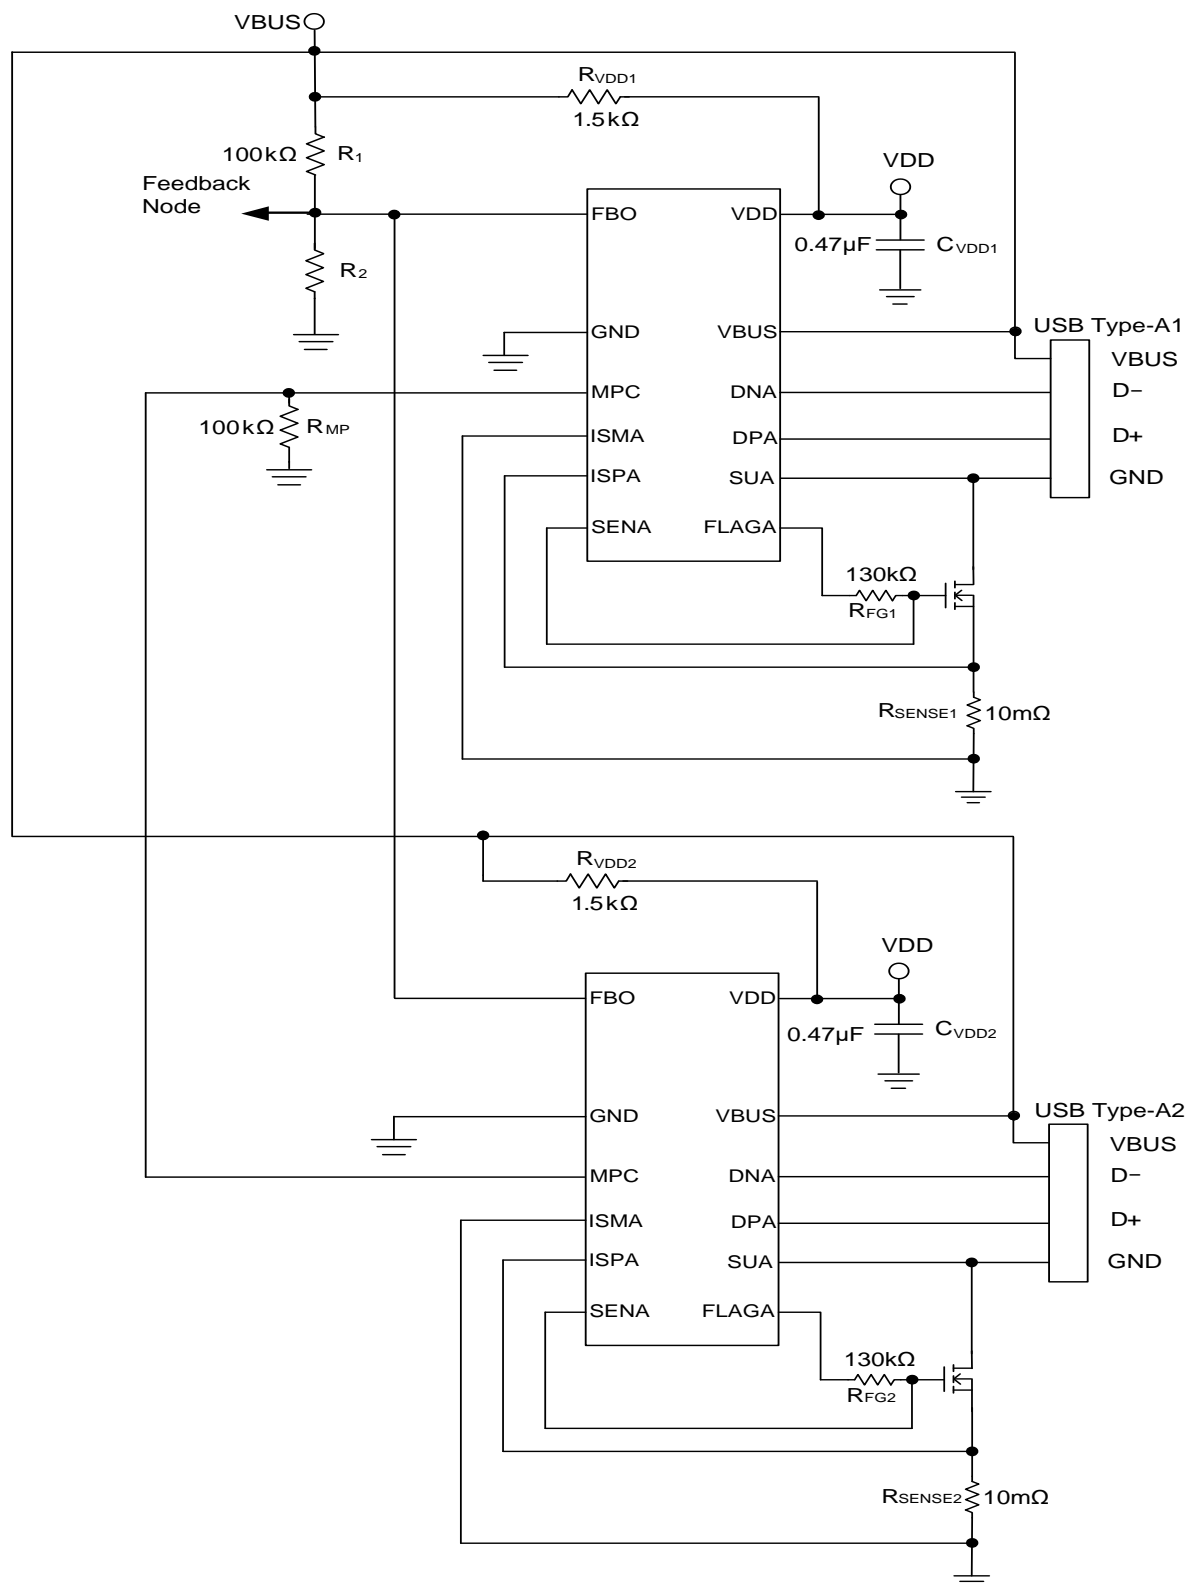 VBUS
RVDD1
1.5kΩ
100kΩ R1
VDD
Feedback
Node
FBO VDD
0.47µF CVDD1
R2
GND VBUS
USB Type-A1
VBUS
MPC DNA D−
100kΩ RMP
ISMA DPA D+
ISPA SUA GND
SENA FLAGA
130kΩ
RFG1
RSENSE1 10mΩ
RVDD2
1.5kΩ
VDD
FBO VDD
0.47µF CVDD2
GND VBUS
USB Type-A2
VBUS
MPC DNA D−
ISMA DPA D+
ISPA SUA GND
SENA FLAGA
130kΩ
RFG2
RSENSE2 10mΩ